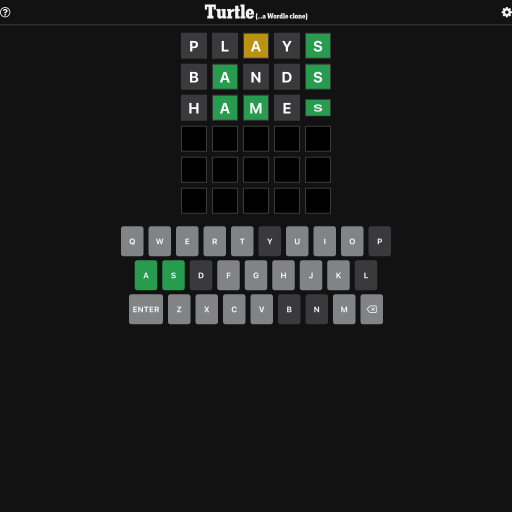 Turtle (...a Wordle clone)
P L A Y S
B A N D S
H A M E S
Q W E R T Y U I O P
A S D F G H J K L
ENTER Z X C V B N M